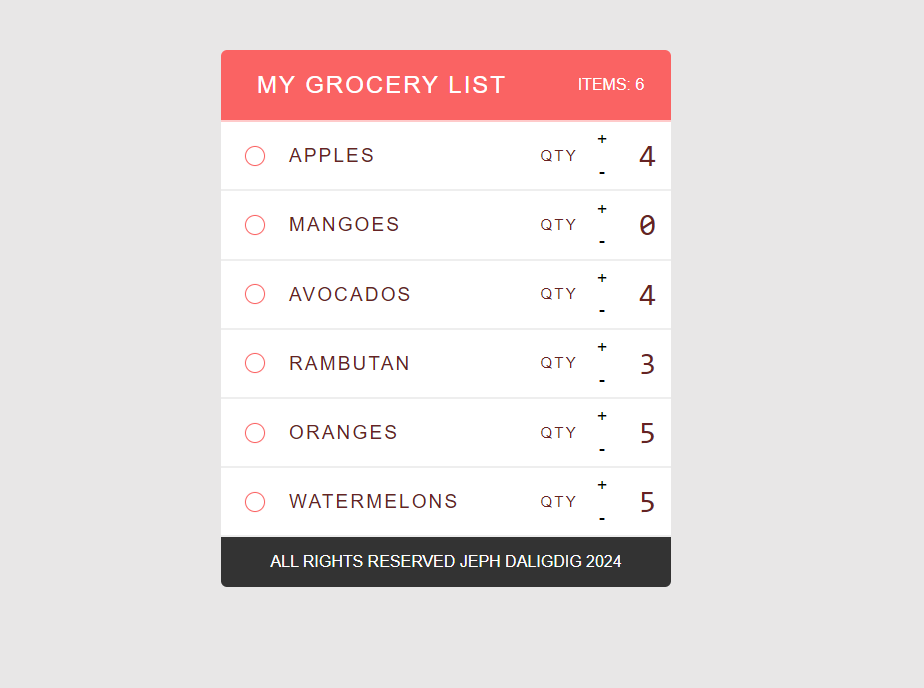 MY GROCERY LIST ITEMS: 6
APPLES QTY + - 4
MANGOES QTY + - 0
AVOCADOS QTY + - 4
RAMBUTAN QTY + - 3
ORANGES QTY + - 5
WATERMELONS QTY + - 5
ALL RIGHTS RESERVED JEPH DALIGDIG 2024